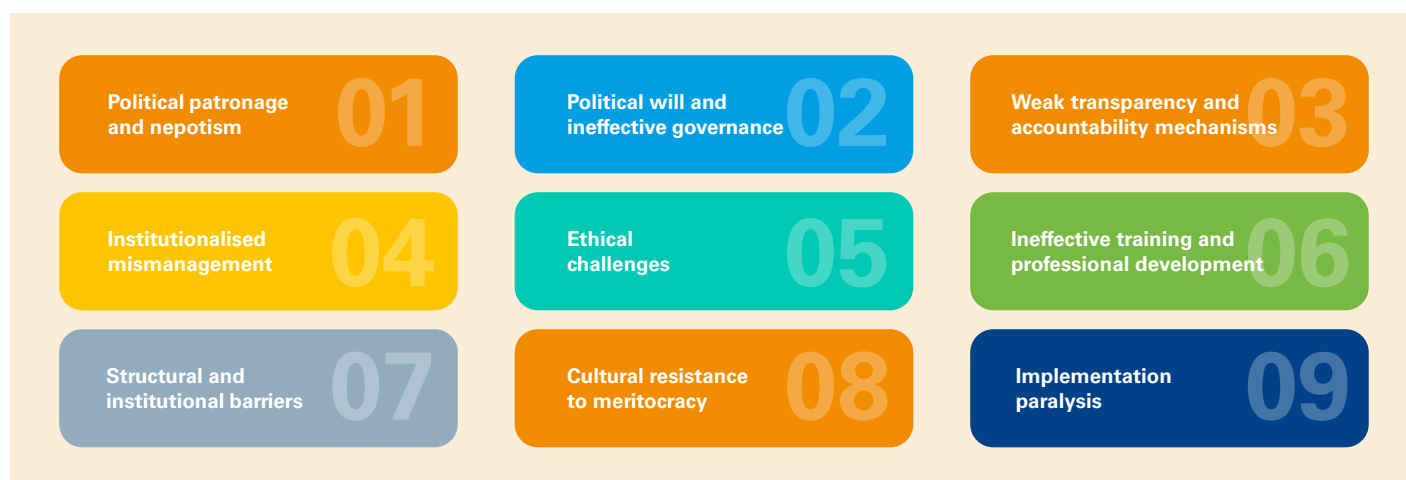 Political patronage
and nepotism
01
Political will and
ineffective governance
02
Weak transparency and
accountability mechanisms
03
Institutionalised
mismanagement
04
Ethical
challenges
05
Ineffective training and
professional development
06
Structural and
institutional barriers
07
Cultural resistance
to meritocracy
08
Implementation
paralysis
09